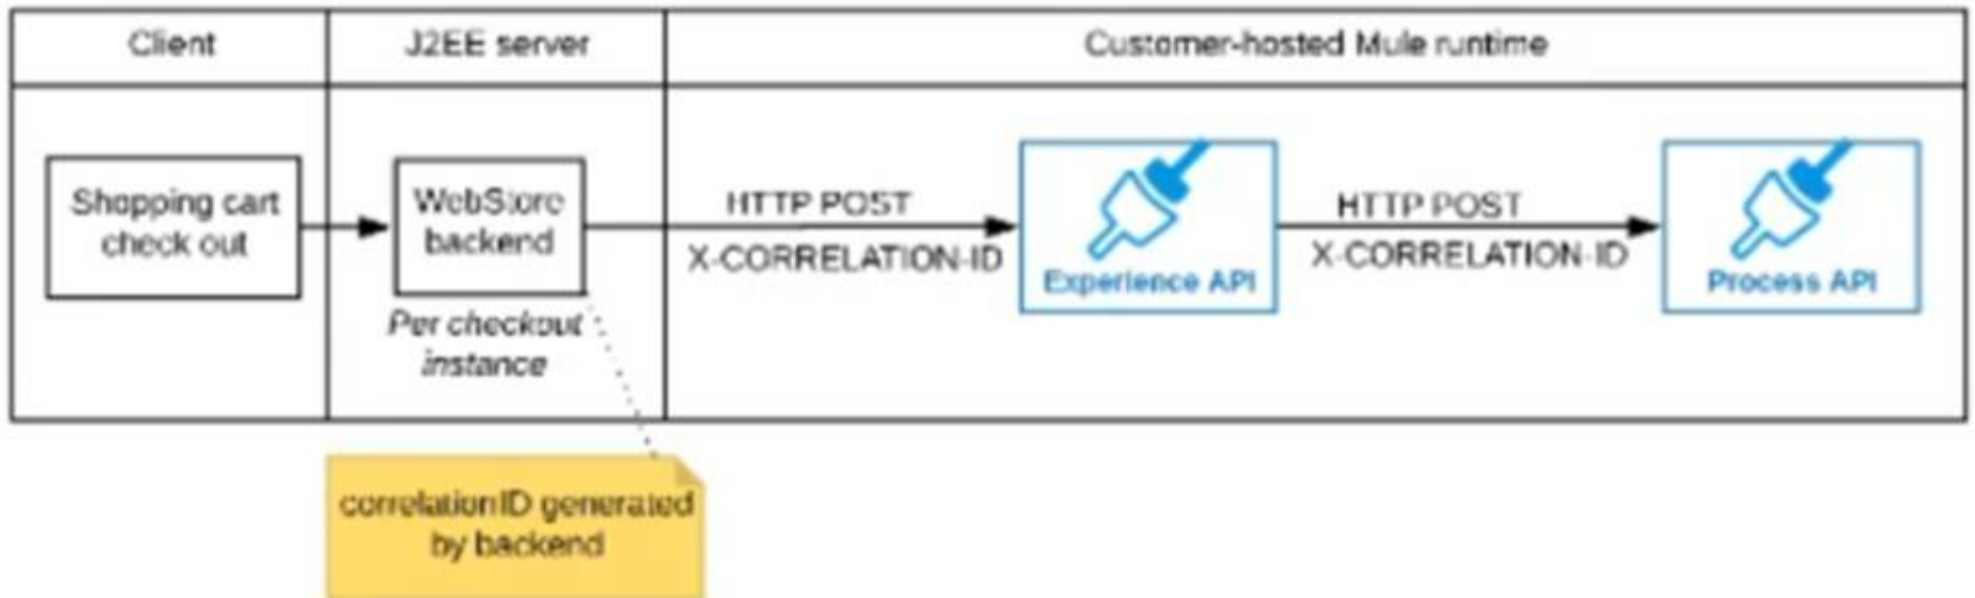 Client
J2EE server
Customer-hosted Mule runtime
Shopping cart
check out
WebStore
backend
Per checkout
instance
HTTP POST
X-CORRELATION-ID
Experience API
HTTP POST
X-CORRELATION-ID
Process API
correlationID generated
by backend